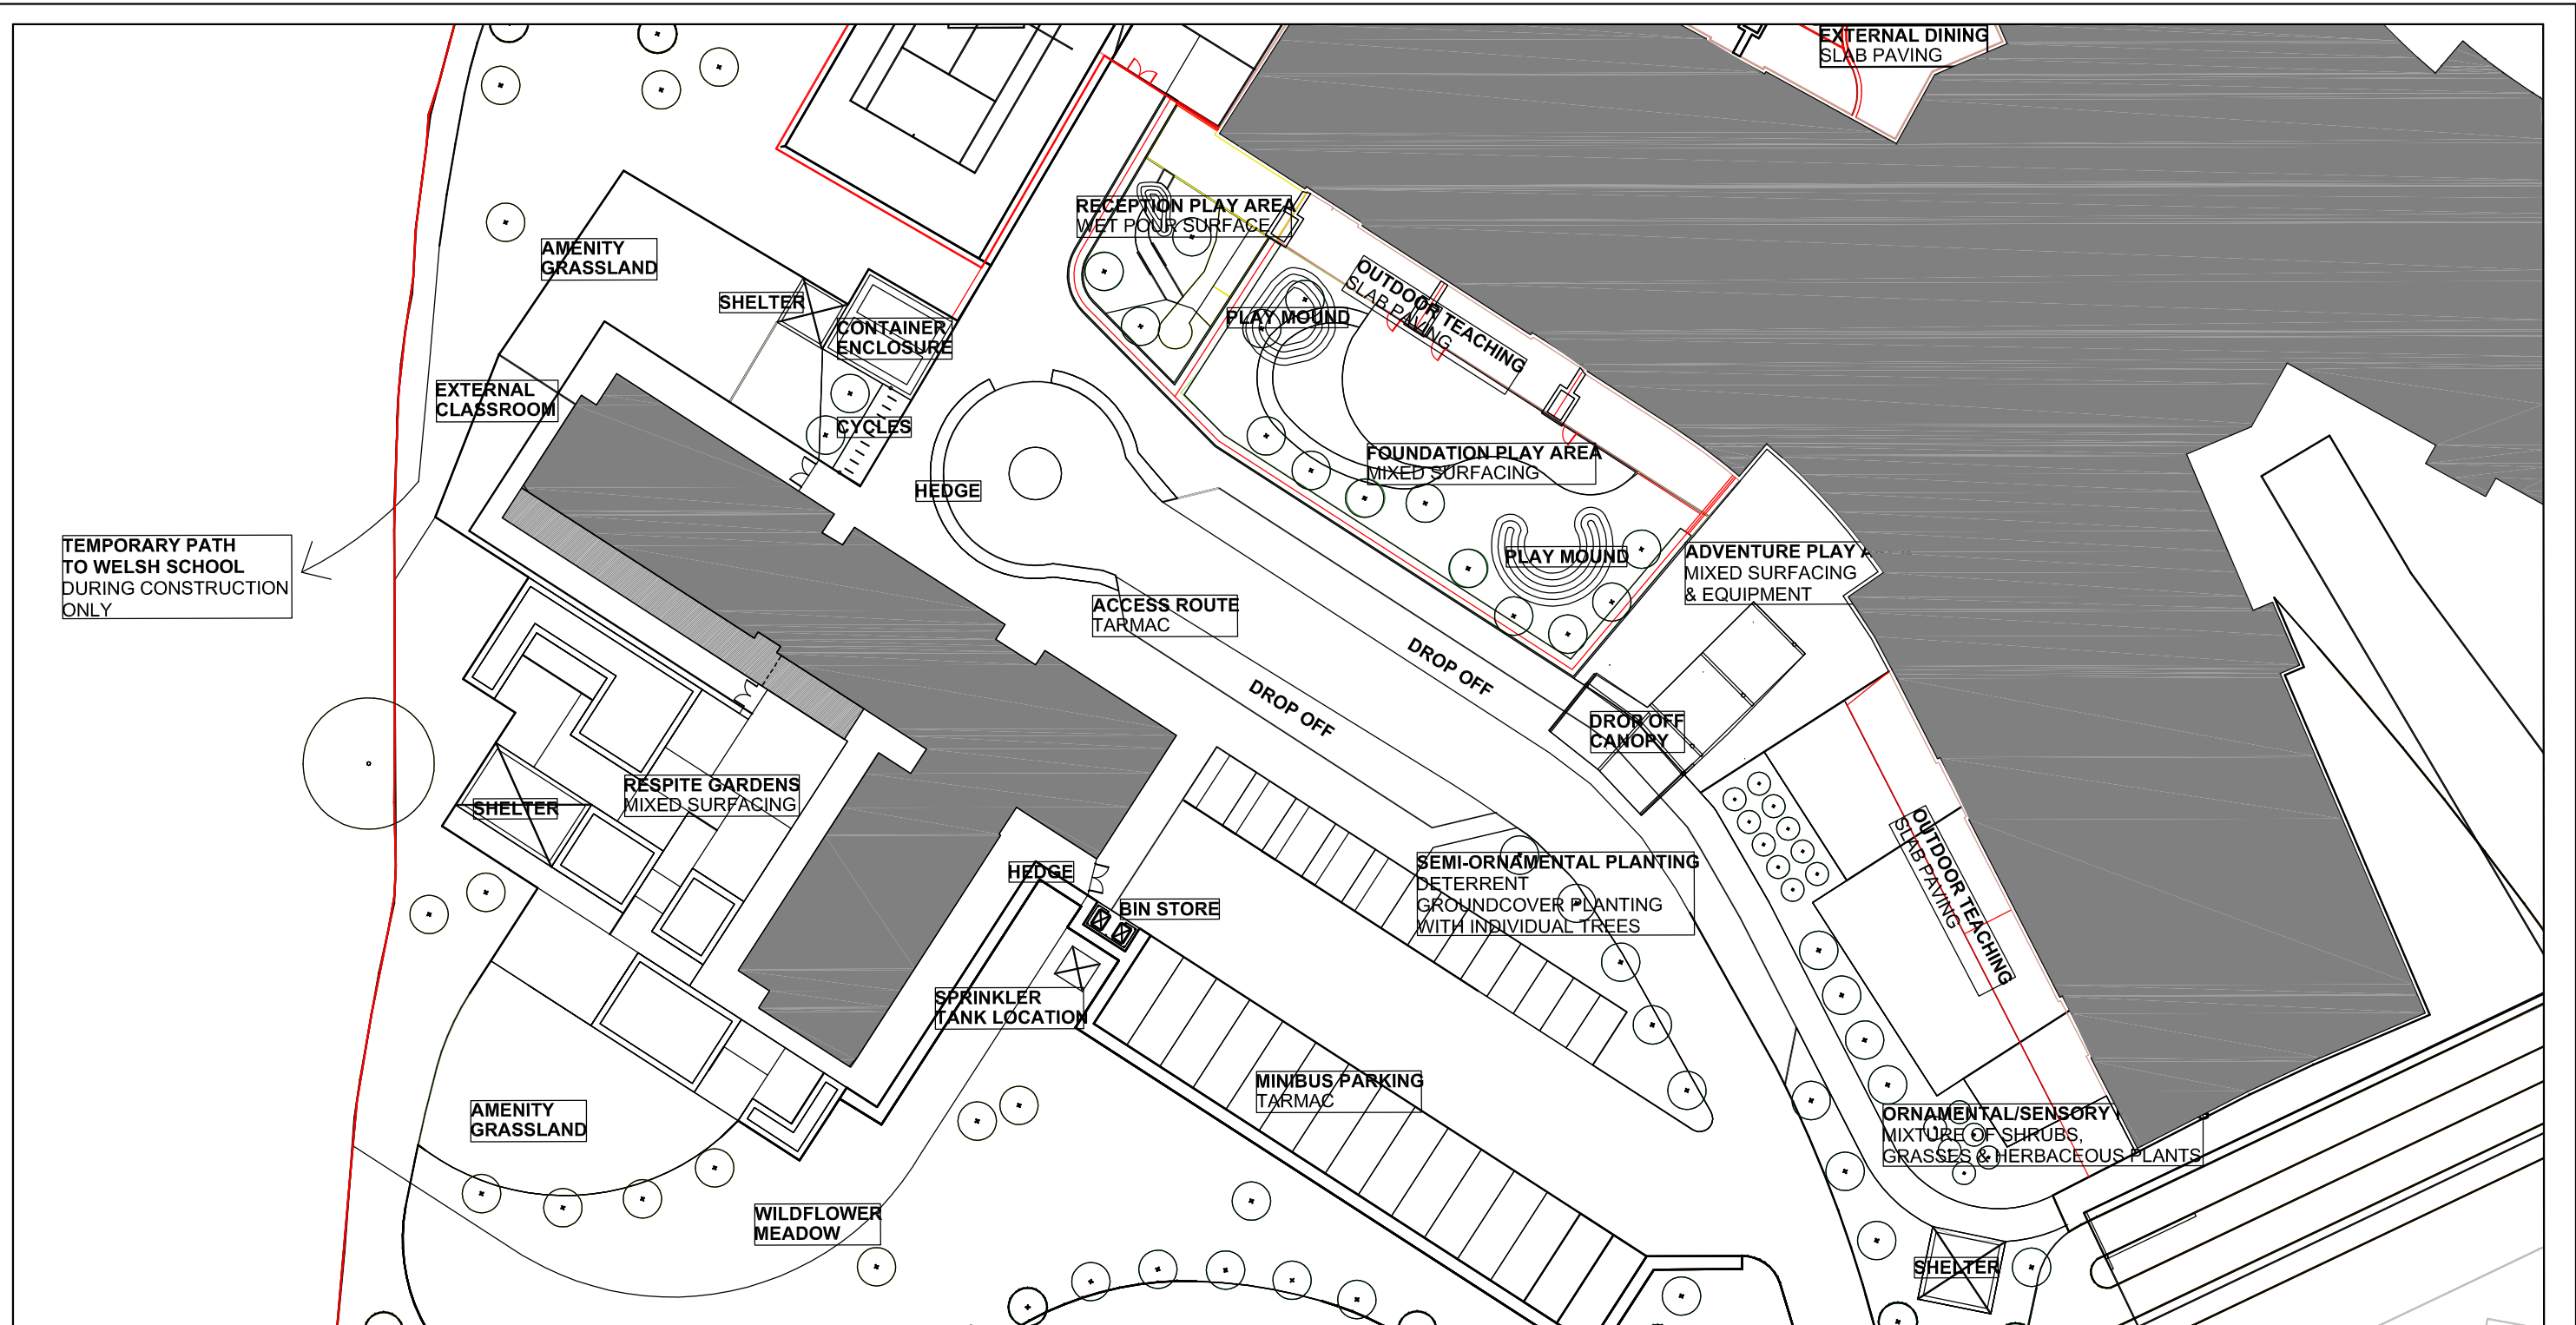 EXTERNAL DINING
SLAB PAVING
RECEPTION PLAY AREA
WET POUR SURFACE
AMENITY
GRASSLAND
SHELTER
CONTAINER
ENCLOSURE
PLAY MOUND
OUTDOOR TEACHING
SLAB PAVING
EXTERNAL
CLASSROOM
CYCLES
HEDGE
FOUNDATION PLAY AREA
MIXED SURFACING
TEMPORARY PATH
TO WELSH SCHOOL
DURING CONSTRUCTION
ONLY
PLAY MOUND
ADVENTURE PLAY
MIXED SURFACING
& EQUIPMENT
ACCESS ROUTE
TARMAC
DROP OFF
DROP OFF
DROP OFF
CANOPY
RESPITE GARDENS
MIXED SURFACING
SHELTER
HEDGE
BIN STORE
SEMI-ORNAMENTAL PLANTING
DETERRENT
GROUNDCOVER PLANTING
WITH INDIVIDUAL TREES
OUTDOOR TEACHING
SLAB PAVING
SPRINKLER
TANK LOCATION
MINIBUS PARKING
TARMAC
AMENITY
GRASSLAND
ORNAMENTAL/SENSORY
MIXTURE OF SHRUBS,
GRASSES & HERBACEOUS PLANTS
WILDFLOWER
MEADOW
SHELTER